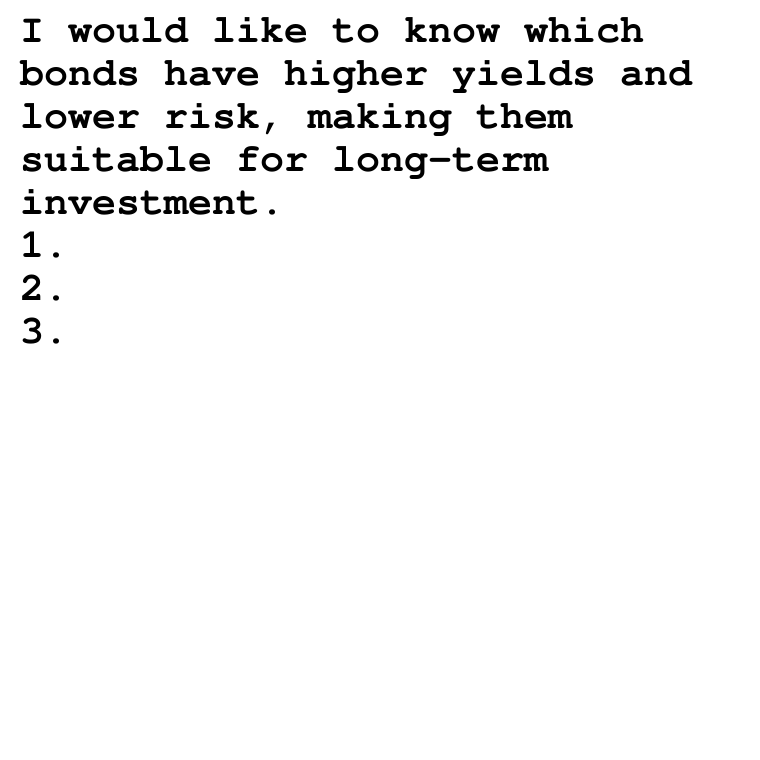 I would like to know which
bonds have higher yields and
lower risk, making them
suitable for long-term
investment.
1.
2.
3.